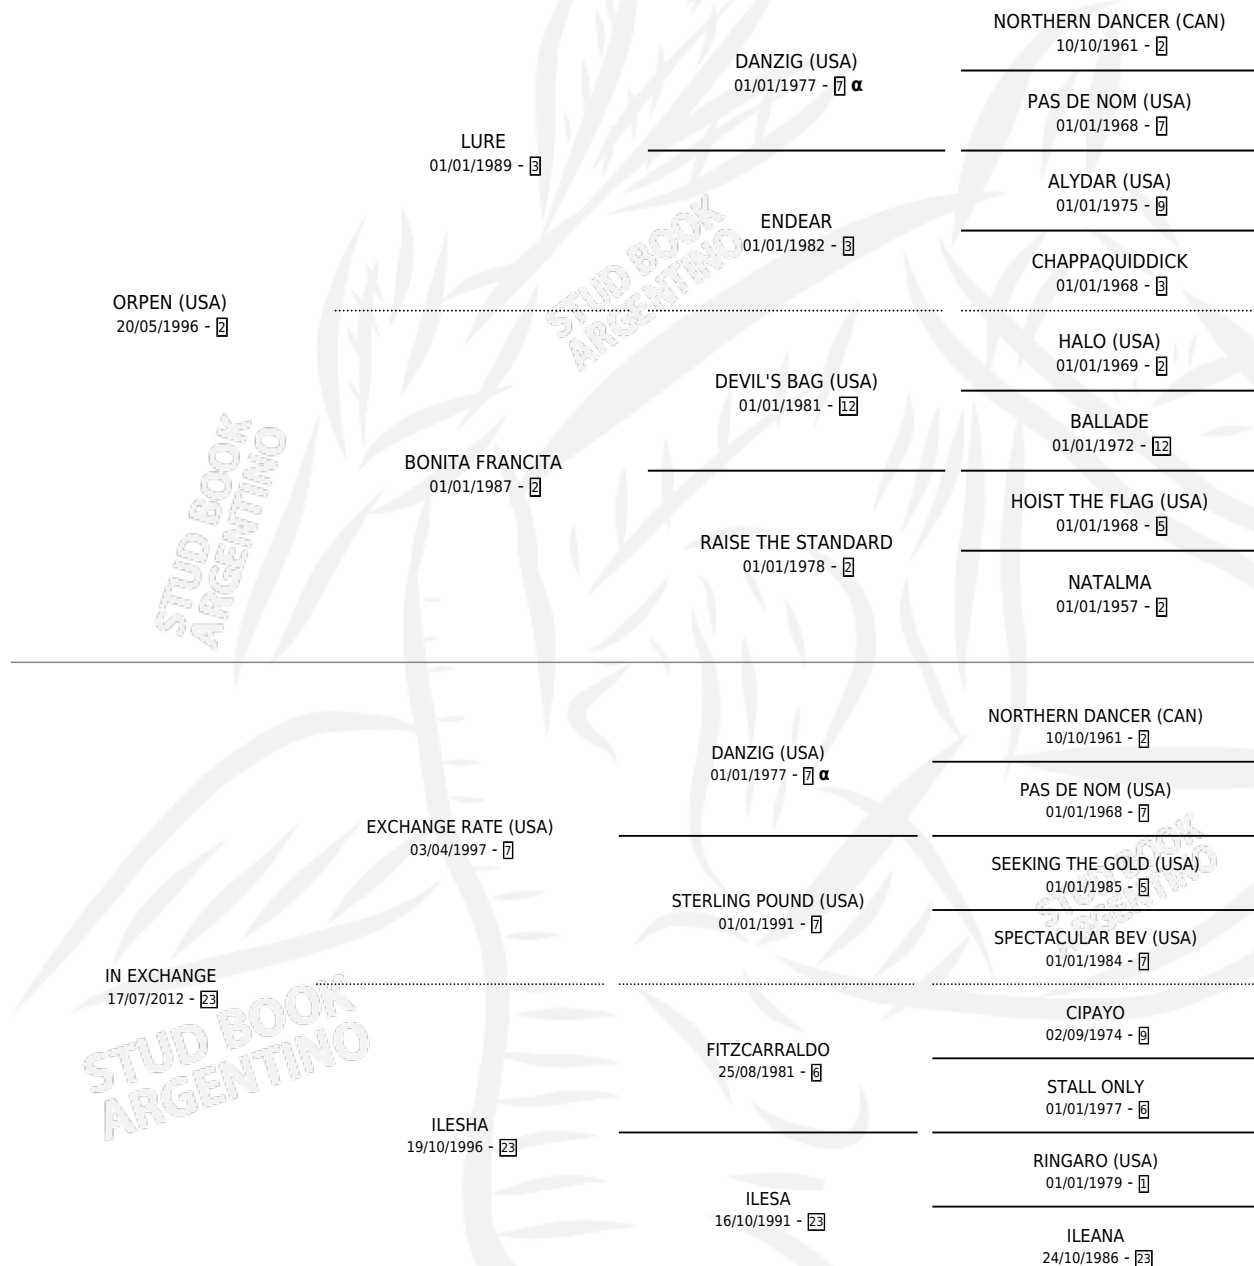 NORTHERN DANCER (CAN)
10/10/1961 - 2
DANZIG (USA)
01/01/1977 - 7 α
PAS DE NOM (USA)
01/01/1968 - 7
LURE
01/01/1989 - 3
ALYDAR (USA)
01/01/1975 - 9
ENDEAR
01/01/1982 - 3
CHAPPAQUIDDICK
01/01/1968 - 3
ORPEN (USA)
20/05/1996 - 2
HALO (USA)
01/01/1969 - 2
DEVIL'S BAG (USA)
01/01/1981 - 12
BALLADE
01/01/1972 - 12
BONITA FRANCITA
01/01/1987 - 2
HOIST THE FLAG (USA)
01/01/1968 - 5
RAISE THE STANDARD
01/01/1978 - 2
NATALMA
01/01/1957 - 2
STUD BOOK
ARGENTINO
STUD BOOK
ARGENTINO
NORTHERN DANCER (CAN)
10/10/1961 - 2
DANZIG (USA)
01/01/1977 - 7 α
PAS DE NOM (USA)
01/01/1968 - 7
EXCHANGE RATE (USA)
03/04/1997 - 7
SEEKING THE GOLD (USA)
01/01/1985 - 5
STERLING POUND (USA)
01/01/1991 - 7
SPECTACULAR BEV (USA)
01/01/1984 - 7
IN EXCHANGE
17/07/2012 - 23
CIPAYO
02/09/1974 - 9
FITZCARRALDO
25/08/1981 - 6
STALL ONLY
01/01/1977 - 6
ILESHA
19/10/1996 - 23
RINGARO (USA)
01/01/1979 - 1
ILESA
16/10/1991 - 23
ILEANA
24/10/1986 - 23
STUD BOOK
ARGENTINO
STUD BOOK
ARGENTINO